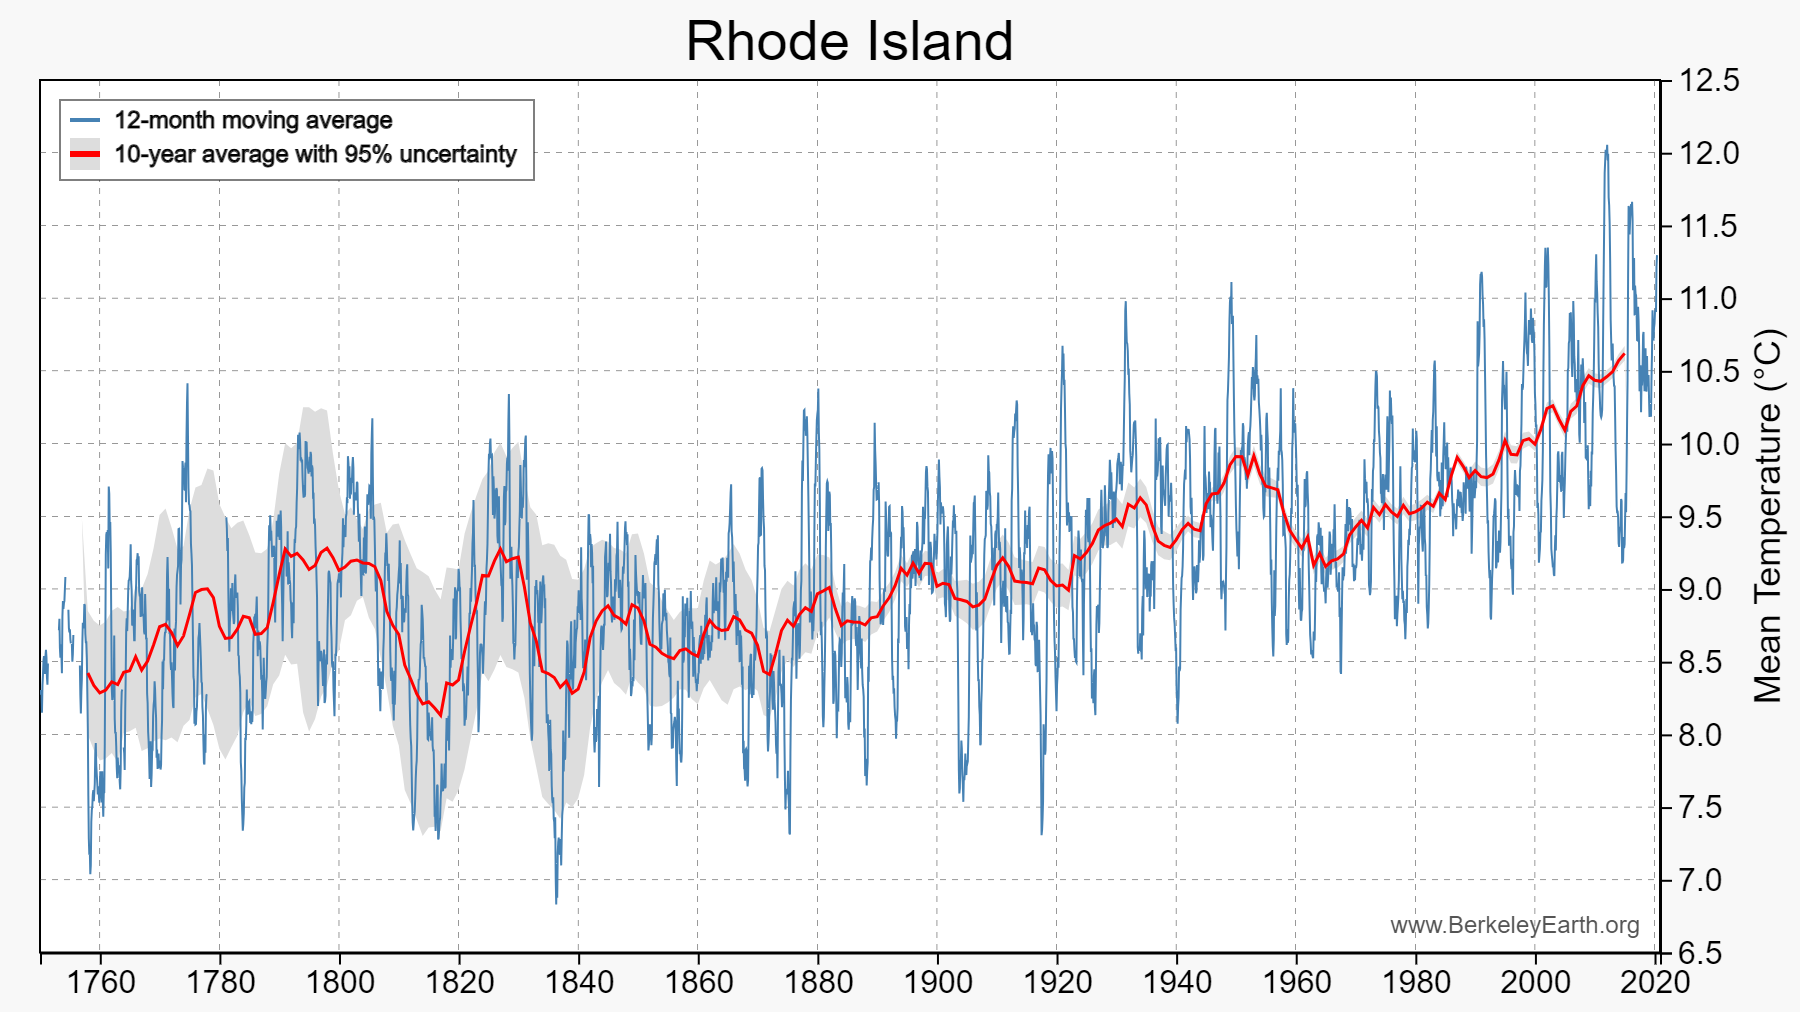 Rhode Island
12-month moving average
10-year average with 95% uncertainty
12.5
12.0
11.5
11.0
10.5
10.0
9.5
9.0
8.5
8.0
7.5
7.0
6.5
Mean Temperature (°C)
www.BerkeleyEarth.org
1760 1780 1800 1820 1840 1860 1880 1900 1920 1940 1960 1980 2000 2020